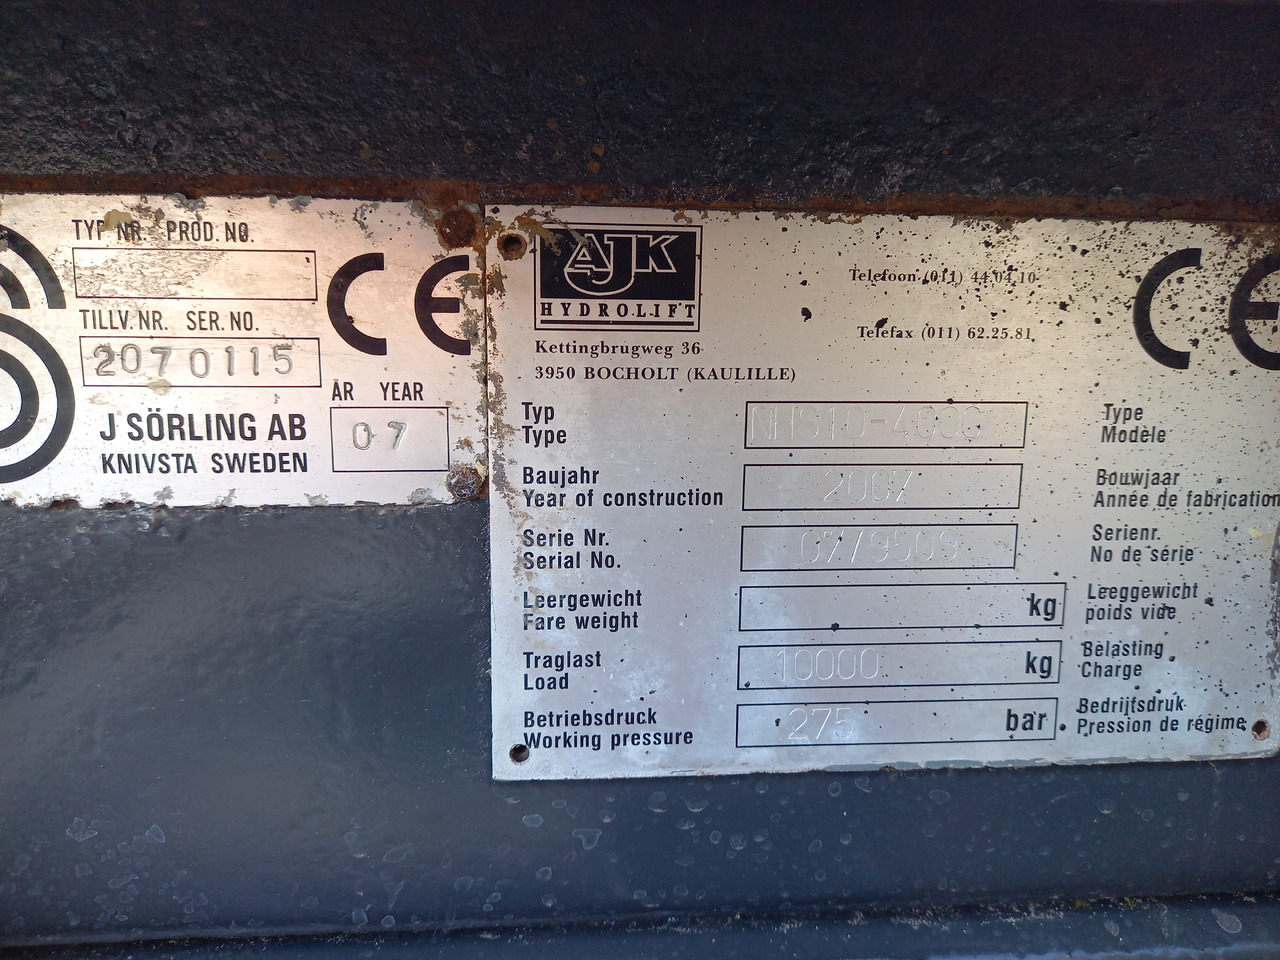 TYP NR. PROD. NO.
TILLV. NR. SER. NO.
2070115
ÅR YEAR
07
J SÖRLING AB
KNIVSTA SWEDEN
CE
AJK
HYDROLIFT
Kettingbrugweg 36
3950 BOCHOLT (KAULILLE)
Telefoon (011) 44.04.10
Telefax (011) 62.25.81
CE
Typ
Type
NHS10-4000
Type
Modèle
Baujahr
Year of construction
2007
Bouwjaar
Année de fabrication
Serie Nr.
Serial No.
Serienr.
No de série
Leergewicht
Fare weight
kg
Leeggewicht
poids vide
Traglast
Load
10000 kg
Belasting
Charge
Betriebsdruck
Working pressure
275 bar
Bedrijfsdruk
Pression de régime